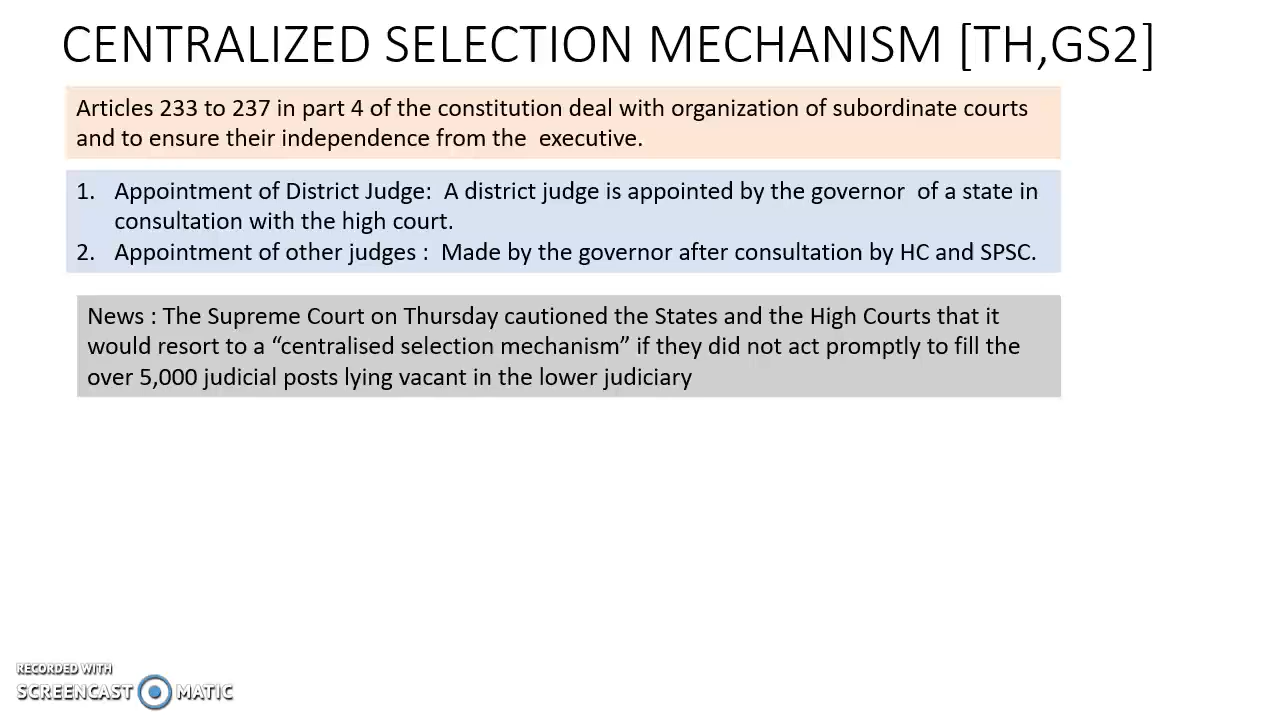 CENTRALIZED SELECTION MECHANISM [TH,GS2]
Articles 233 to 237 in part 4 of the constitution deal with organization of subordinate courts
and to ensure their independence from the executive.
1. Appointment of District Judge: A district judge is appointed by the governor of a state in
consultation with the high court.
2. Appointment of other judges : Made by the governor after consultation by HC and SPSC.
News : The Supreme Court on Thursday cautioned the States and the High Courts that it
would resort to a “centralised selection mechanism” if they did not act promptly to fill the
over 5,000 judicial posts lying vacant in the lower judiciary
RECORDED WITH
SCREENCAST MATIC